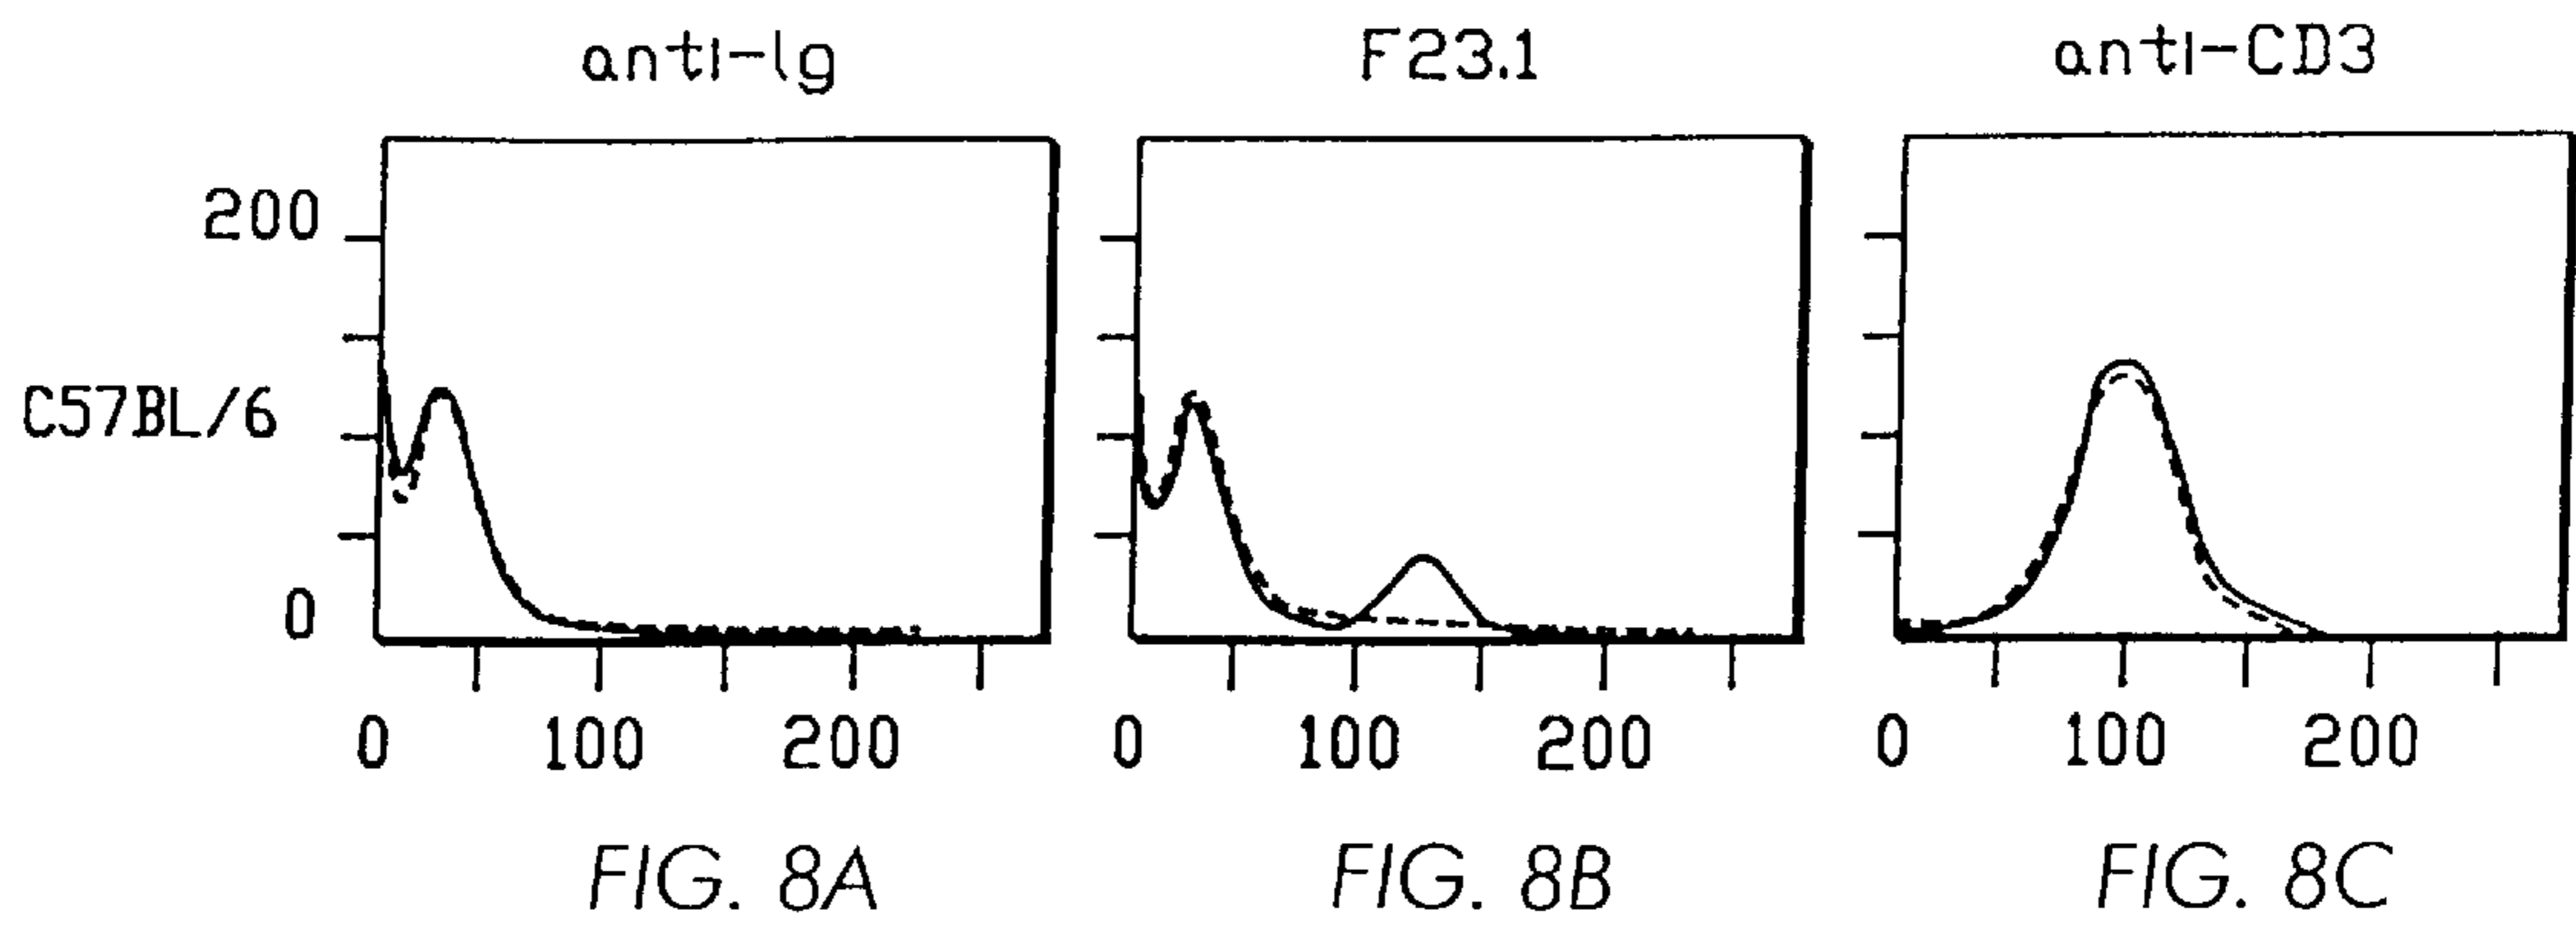 anti-lg F23.1 anti-CD3
200
C57BL/6
0
0 100 200 0 100 200 0 100 200
FIG. 8A FIG. 8B FIG. 8C